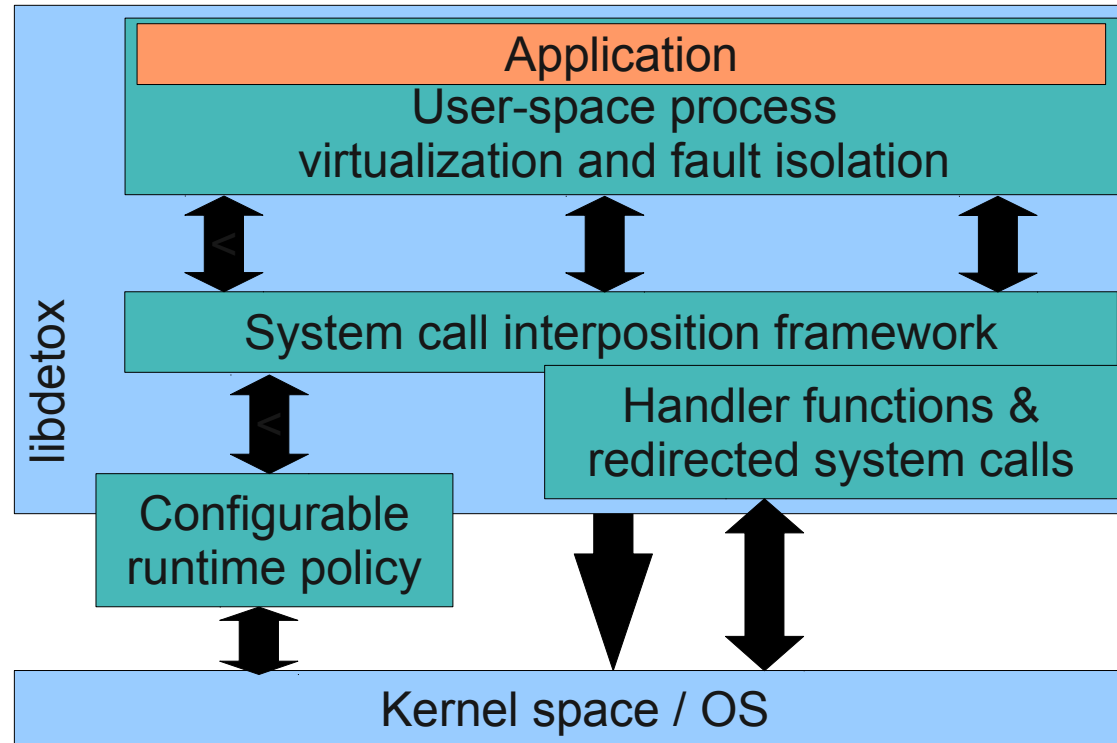 Application
User-space process
virtualization and fault isolation
System call interposition framework
libdetox
Handler functions &
redirected system calls
Configurable
runtime policy
Kernel space / OS